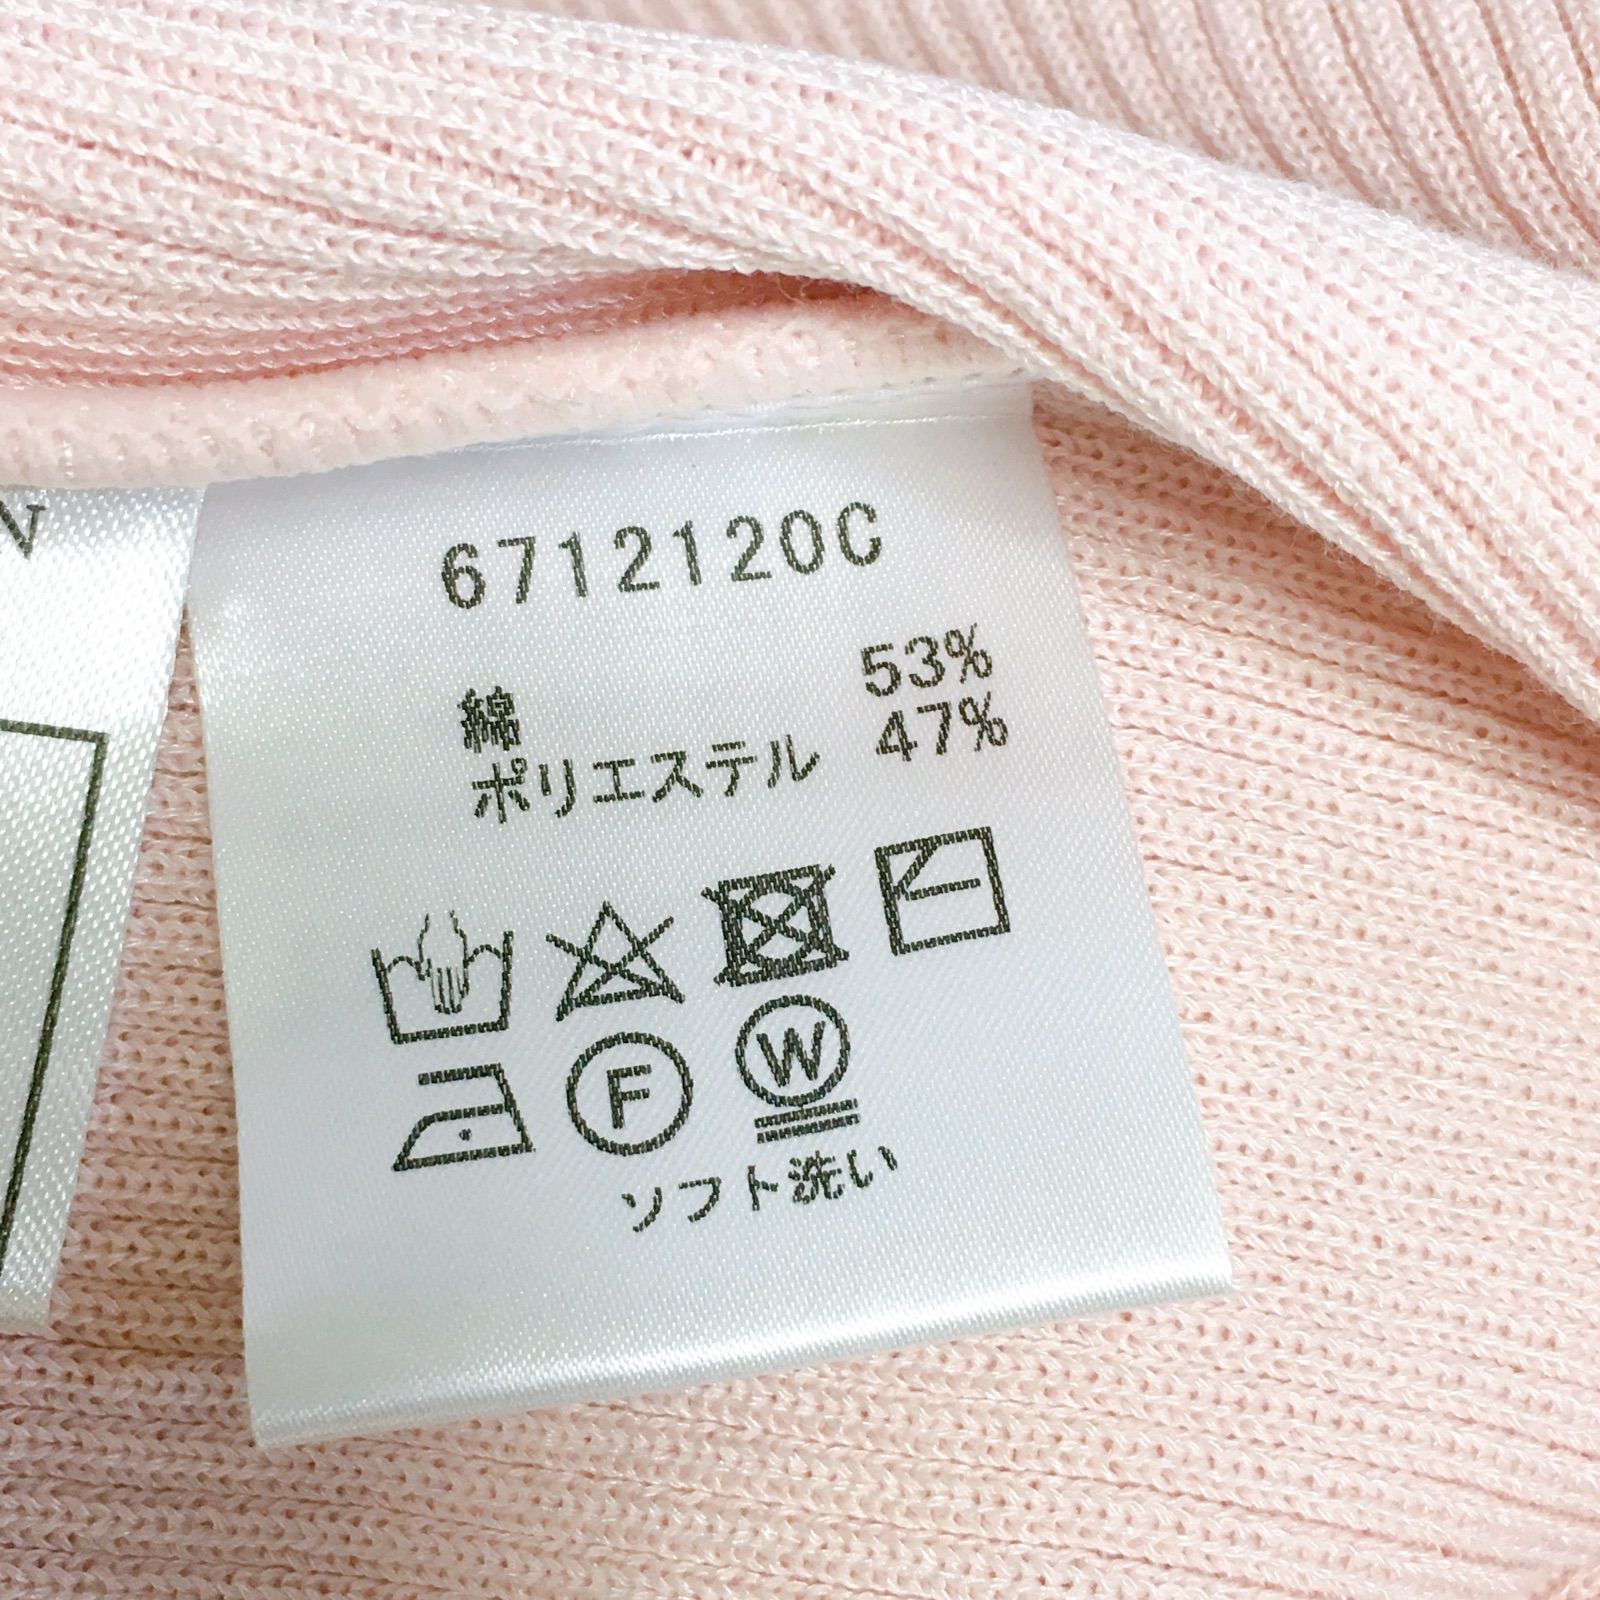 6712120C
綿 53%
ポリエステル 47%
F
W
ソフト洗い